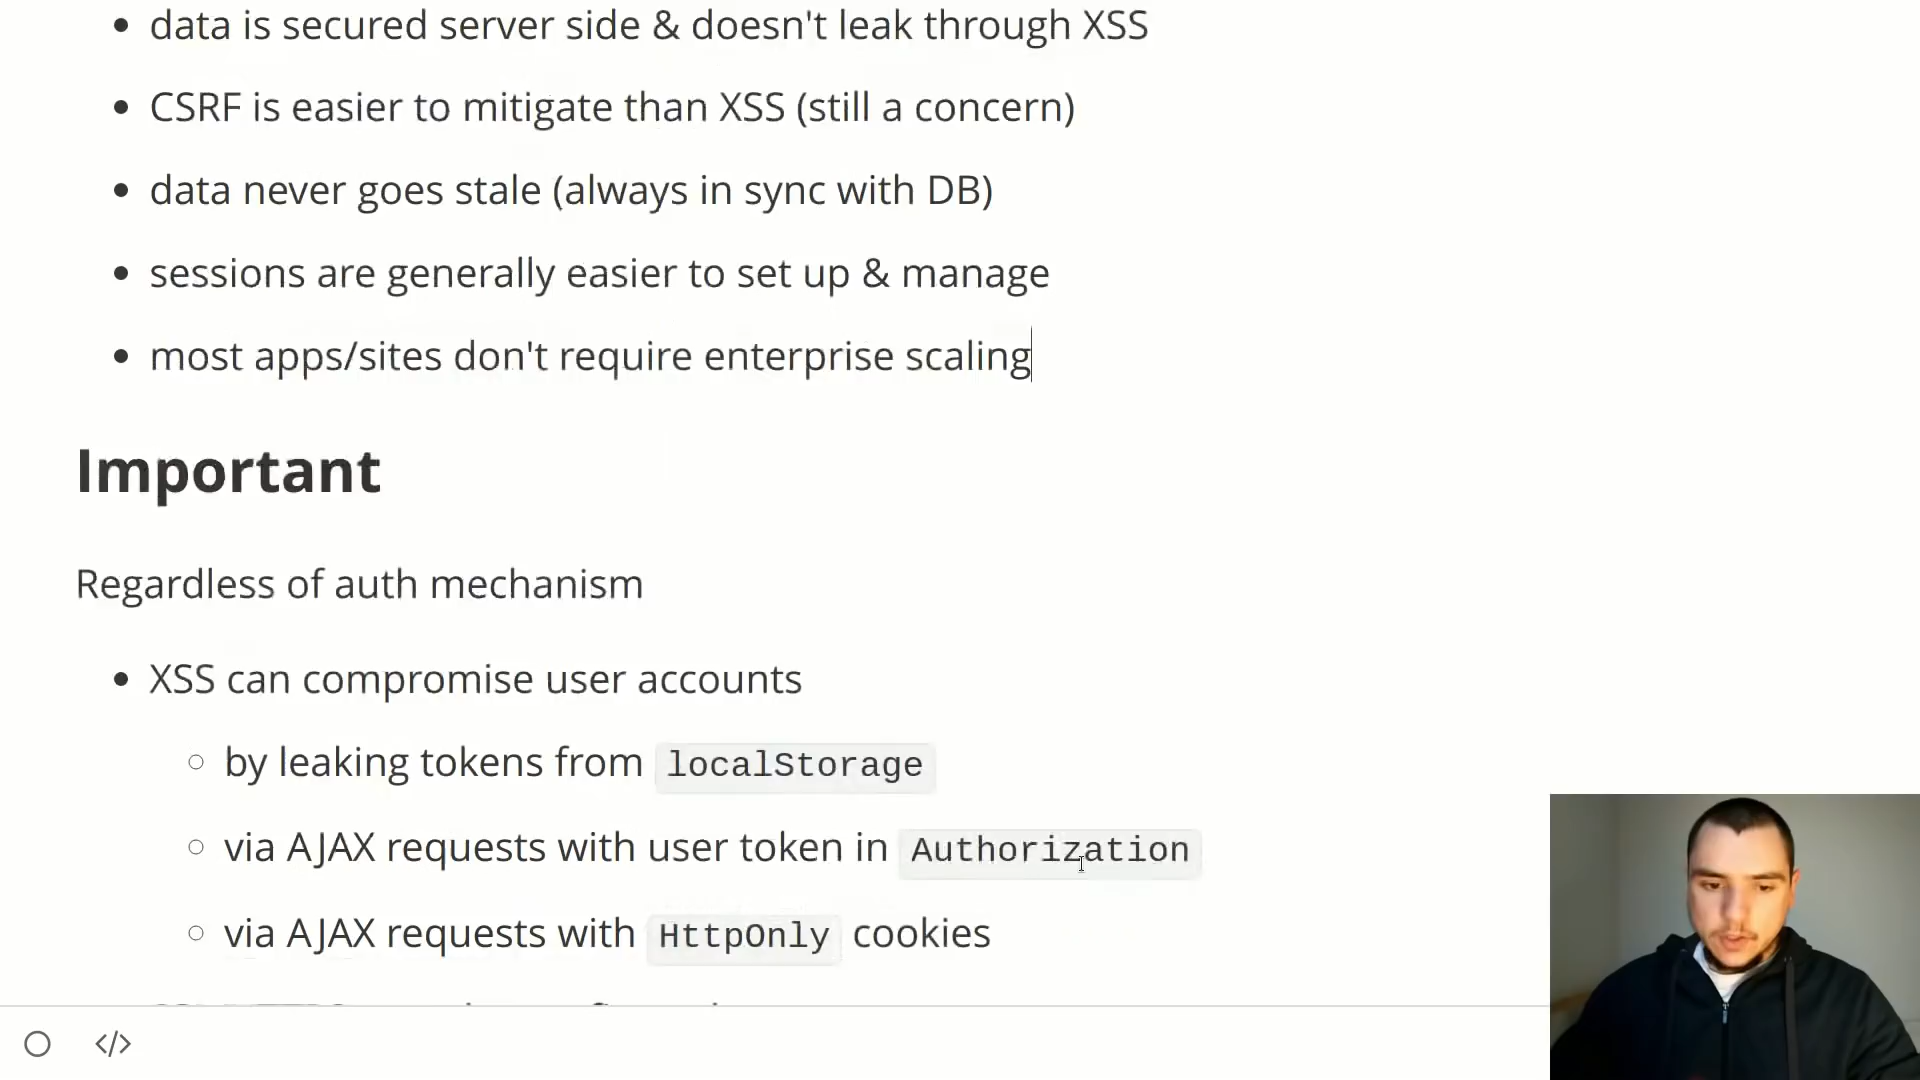 data is secured server side & doesn't leak through XSS
CSRF is easier to mitigate than XSS (still a concern)
data never goes stale (always in sync with DB)
sessions are generally easier to set up & manage
most apps/sites don't require enterprise scaling
Important
Regardless of auth mechanism
XSS can compromise user accounts
by leaking tokens from localStorage
via AJAX requests with user token in Authorization
via AJAX requests with HttpOnly cookies